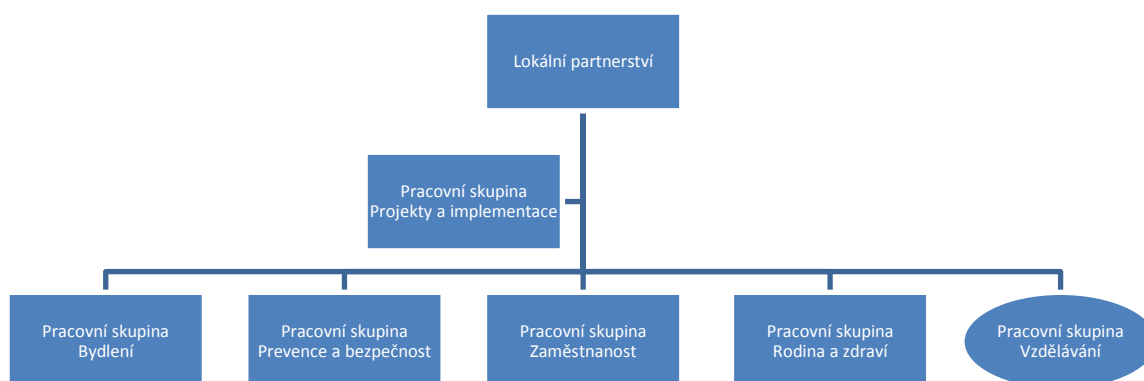 Lokální partnerství
Pracovní skupina
Projekty a implementace
Pracovní skupina
Bydlení
Pracovní skupina
Prevence a bezpečnost
Pracovní skupina
Zaměstnanost
Pracovní skupina
Rodina a zdraví
Pracovní skupina
Vzdělávání